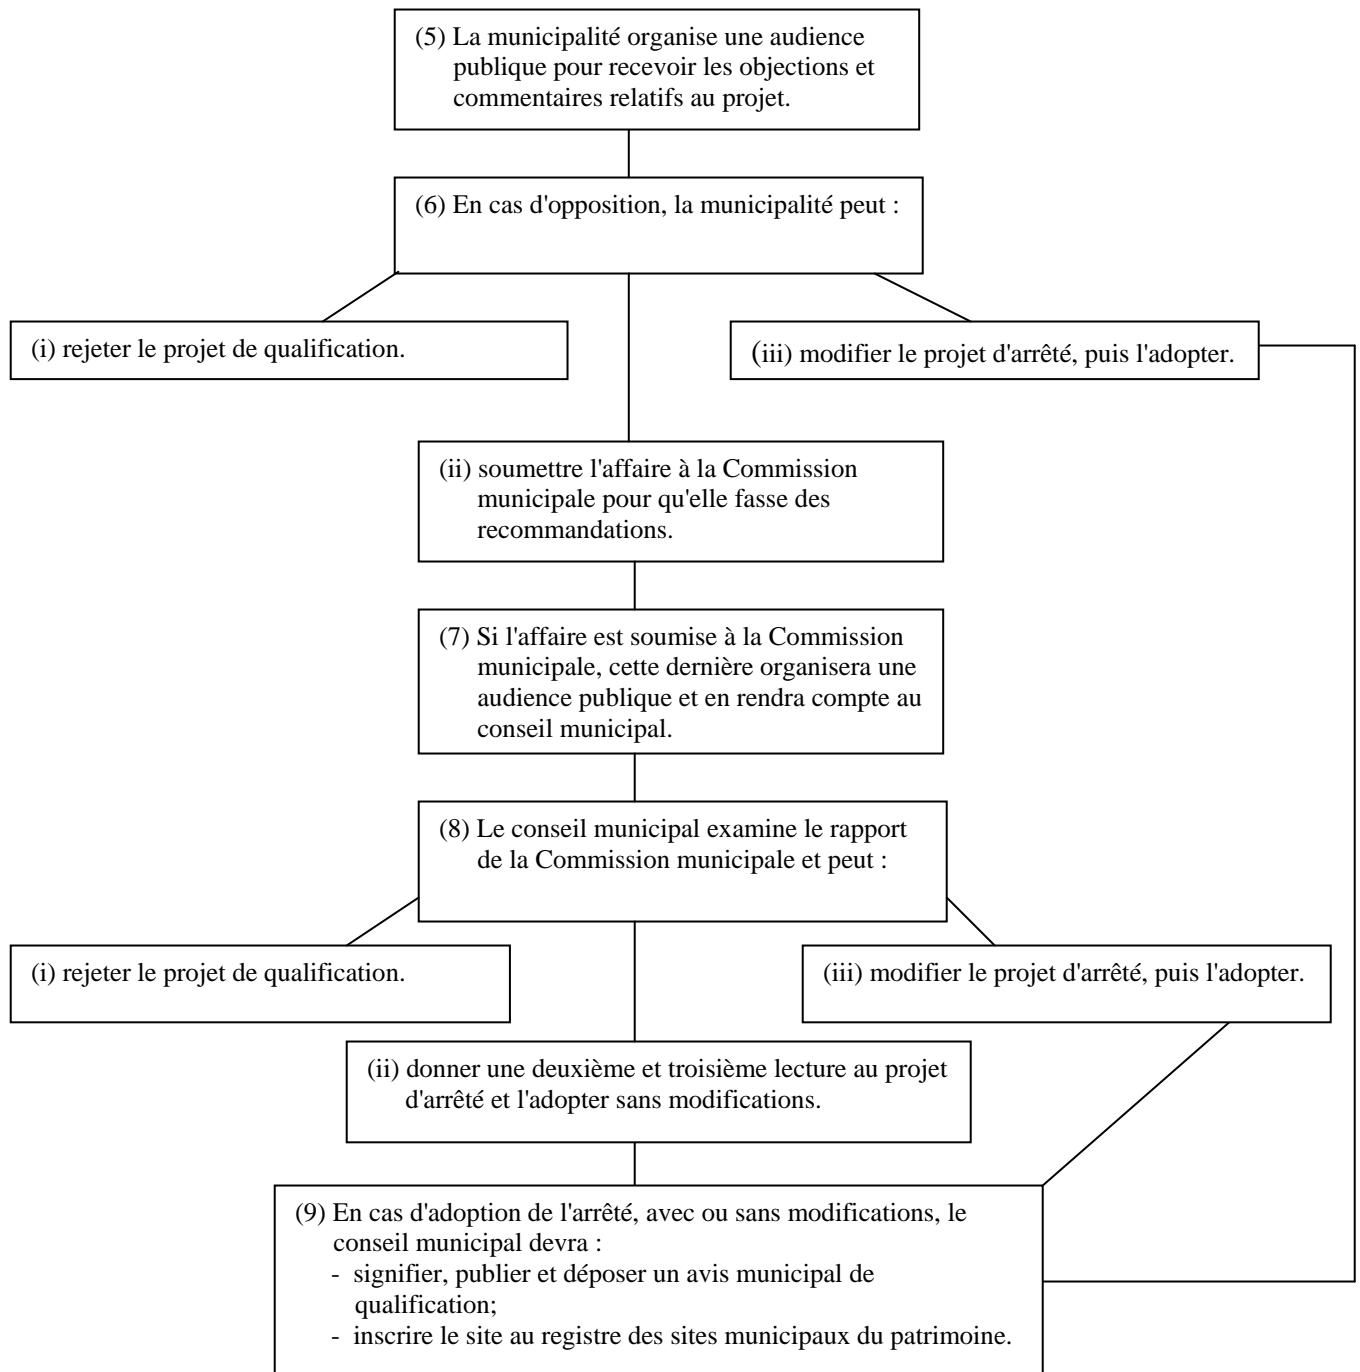 (5) La municipalité organise une audience
publique pour recevoir les objections et
commentaires relatifs au projet.
(6) En cas d'opposition, la municipalité peut :
(i) rejeter le projet de qualification.
(iii) modifier le projet d'arrêté, puis l'adopter.
(ii) soumettre l'affaire à la Commission
municipale pour qu'elle fasse des
recommandations.
(7) Si l'affaire est soumise à la Commission
municipale, cette dernière organisera une
audience publique et en rendra compte au
conseil municipal.
(8) Le conseil municipal examine le rapport
de la Commission municipale et peut :
(i) rejeter le projet de qualification.
(iii) modifier le projet d'arrêté, puis l'adopter.
(ii) donner une deuxième et troisième lecture au projet
d'arrêté et l'adopter sans modifications.
(9) En cas d'adoption de l'arrêté, avec ou sans modifications, le
conseil municipal devra :
- signifier, publier et déposer un avis municipal de
qualification;
- inscrire le site au registre des sites municipaux du patrimoine.